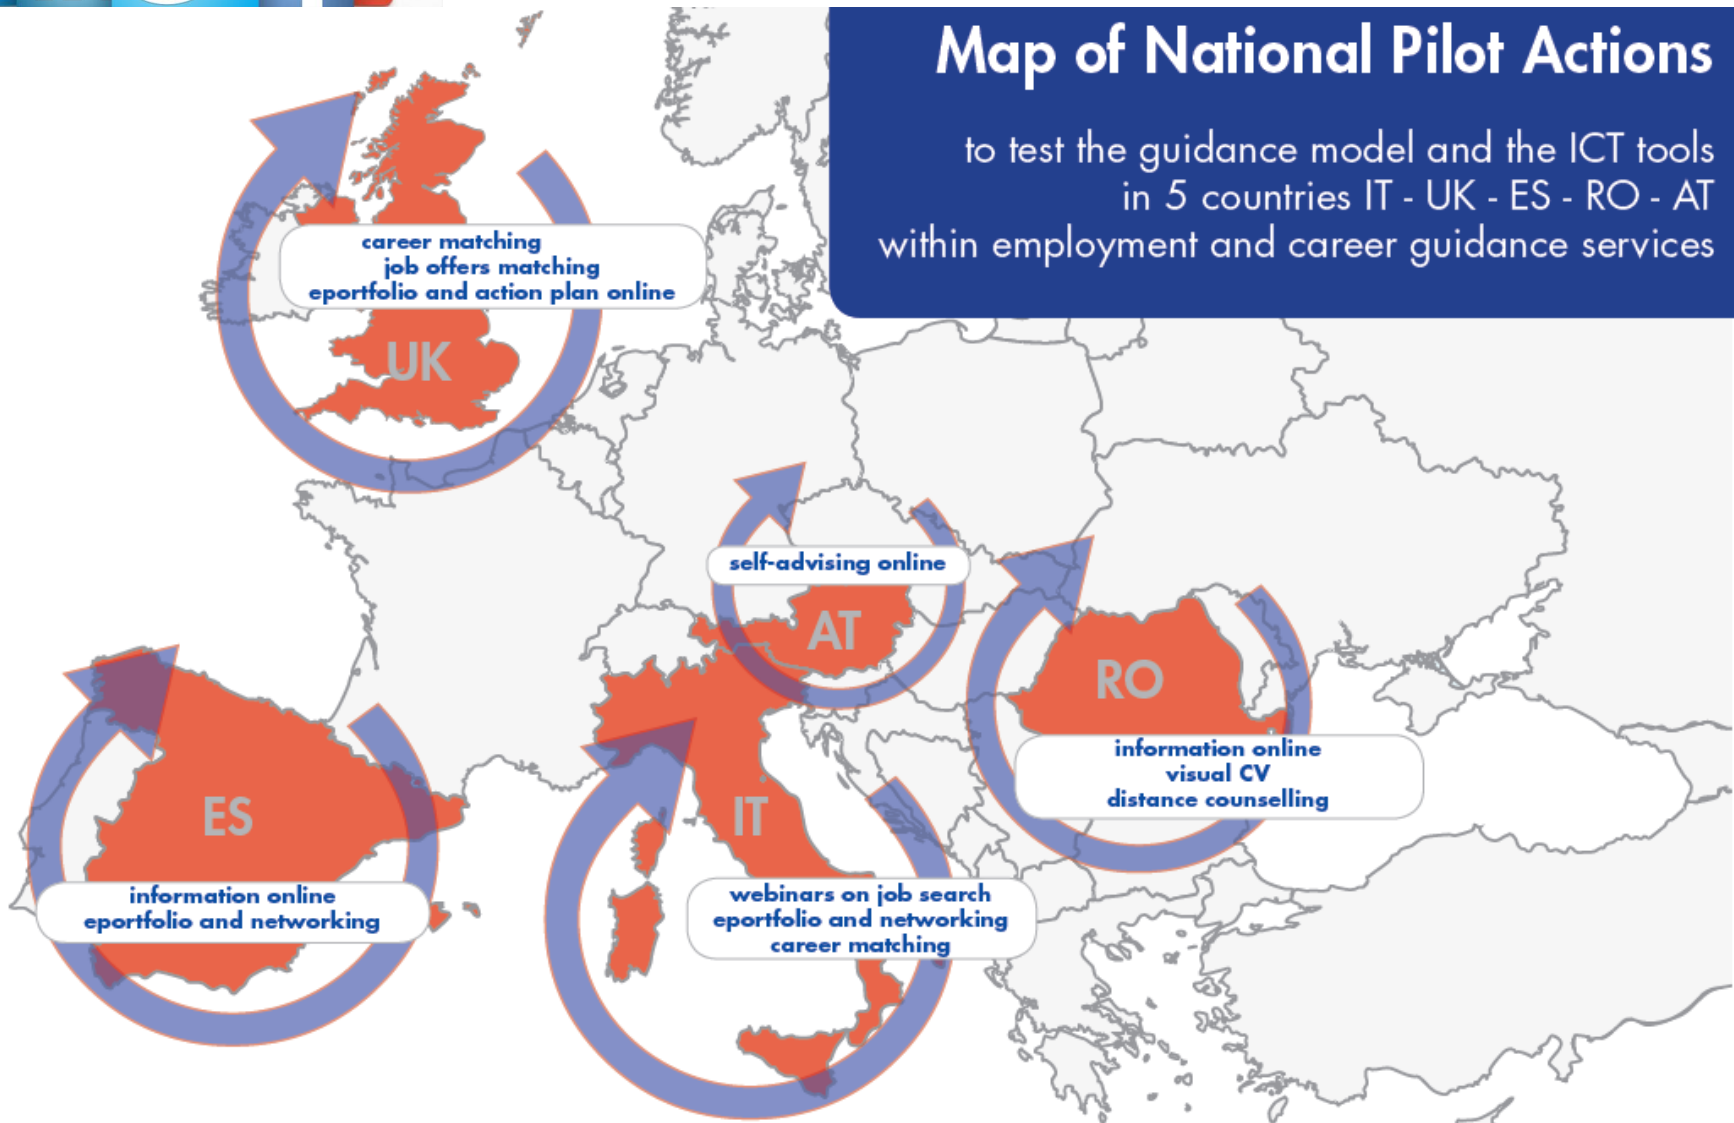 Map of National Pilot Actions
to test the guidance model and the ICT tools
in 5 countries IT - UK - ES - RO - AT
within employment and career guidance services
career matching
job offers matching
eportfolio and action plan online
UK
self-advising online
AT
RO
information online
visual CV
distance counselling
ES
information online
eportfolio and networking
IT
webinars on job search
eportfolio and networking
career matching